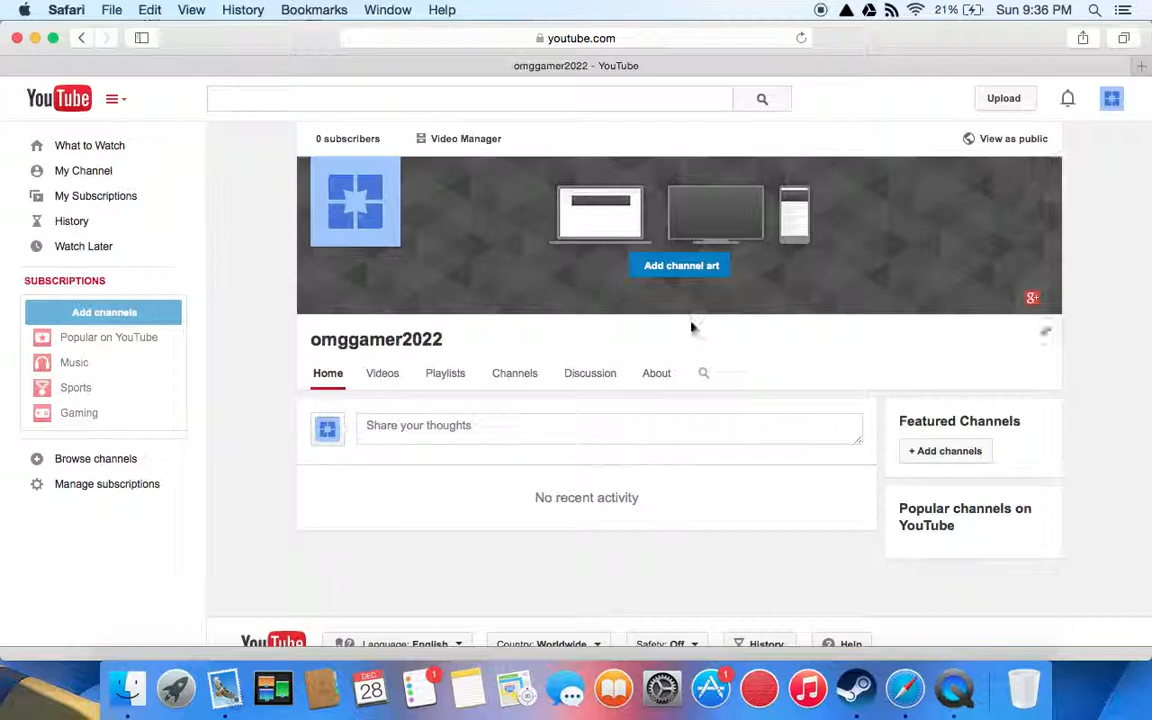 Safari File Edit View History Bookmarks Window Help 21% Sun 9:36 PM
youtube.com
omggamer2022 - YouTube
YouTube Upload
0 subscribers Video Manager View as public
What to Watch
My Channel
My Subscriptions
History
Watch Later
SUBSCRIPTIONS
Add channels
Popular on YouTube
Music
Sports
Gaming
Browse channels
Manage subscriptions
Add channel art
g+
omggamer2022
Home Videos Playlists Channels Discussion About
Share your thoughts
No recent activity
Featured Channels
+ Add channels
Popular channels on
YouTube
YouTube Language: English Country: Worldwide Safety: Off History Help
DEC
28
1
1